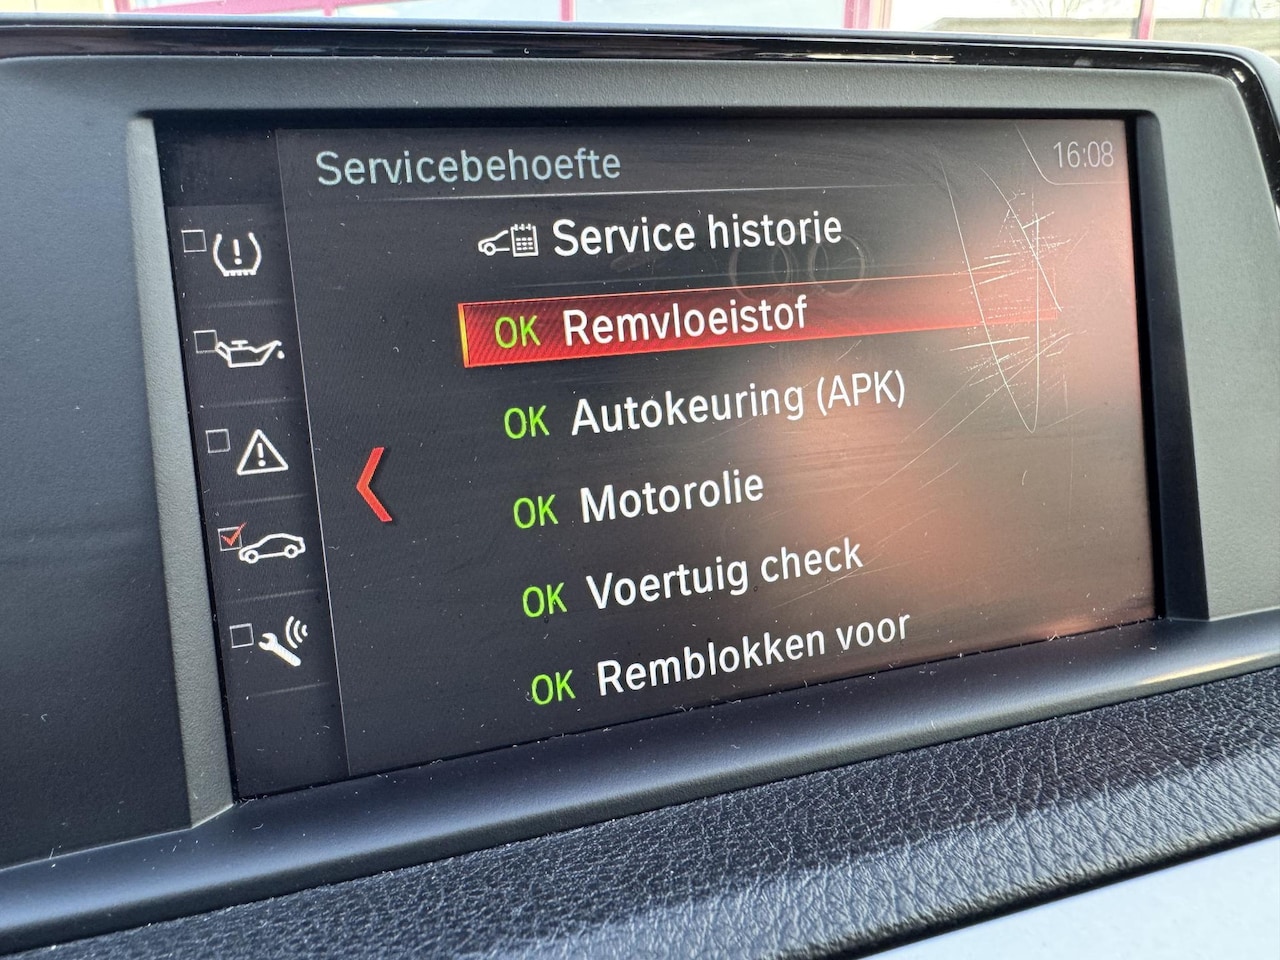 Servicebehoefte
16:08
Service historie
OK Remvloeistof
OK Autokeuring (APK)
OK Motorolie
OK Voertuig check
OK Remblokken voor